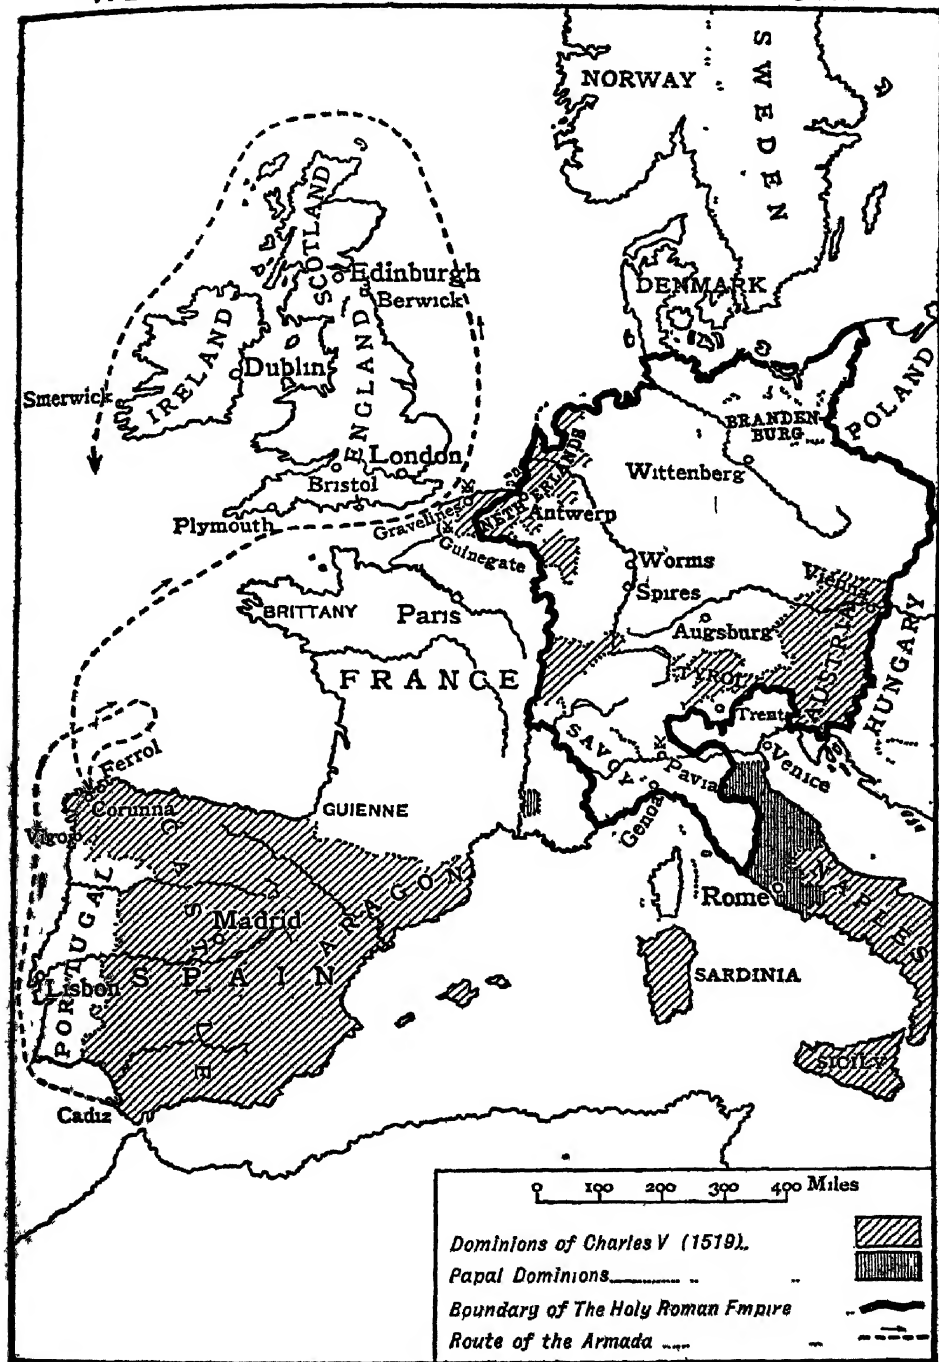 NORWAY
SWEDEN
SCOTLAND
Edinburgh
Berwick
DENMARK
IRELAND
Dublin
ENGLAND
Smerwick
POLAND
BRANDEN
BURG
London
Bristol
Wittenberg
NETHERLANDS
Antwerp
Plymouth
Gravelines
Guinegate
Worms
Spires
Vienna
BRITTANY
Paris
Augsburg
FRANCE
TYROL
AUSTRIA
HUNGARY
Trent
SAVOY
Pavia
Venice
Ferrol
Corunna
GUIENNE
Genoa
Vigo
CASTILE
ARAGON
PORTUGAL
Madrid
Rome
NAPLES
SPAIN
Lisbon
SARDINIA
SICILY
Cadiz
0 100 200 300 400 Miles
Dominions of Charles V (1519)..
Papal Dominions
Boundary of The Holy Roman Empire
Route of the Armada